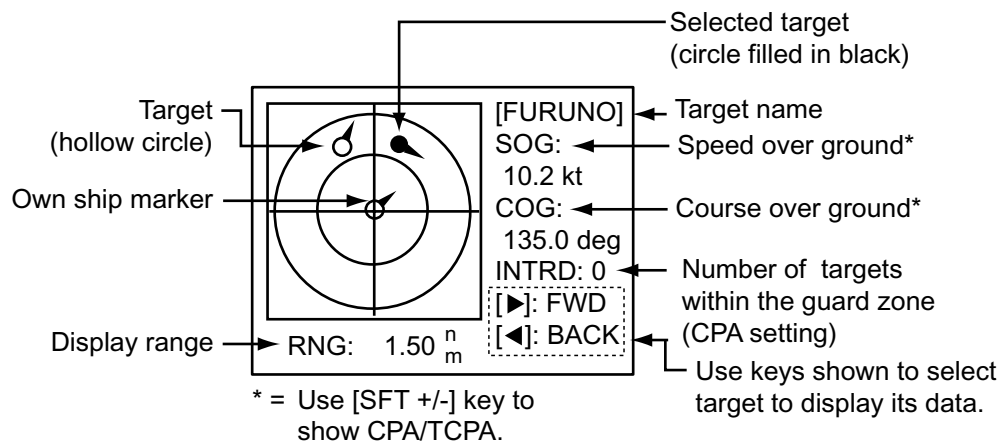 Selected target
(circle filled in black)
Target
(hollow circle)
Own ship marker
Display range
[FURUNO]
SOG:
10.2 kt
COG:
135.0 deg
INTRD: 0
[▶]: FWD
[◀]: BACK
RNG: 1.50 n m
Target name
Speed over ground*
Course over ground*
Number of targets
within the guard zone
(CPA setting)
Use keys shown to select
target to display its data.
* = Use [SFT +/-] key to
show CPA/TCPA.